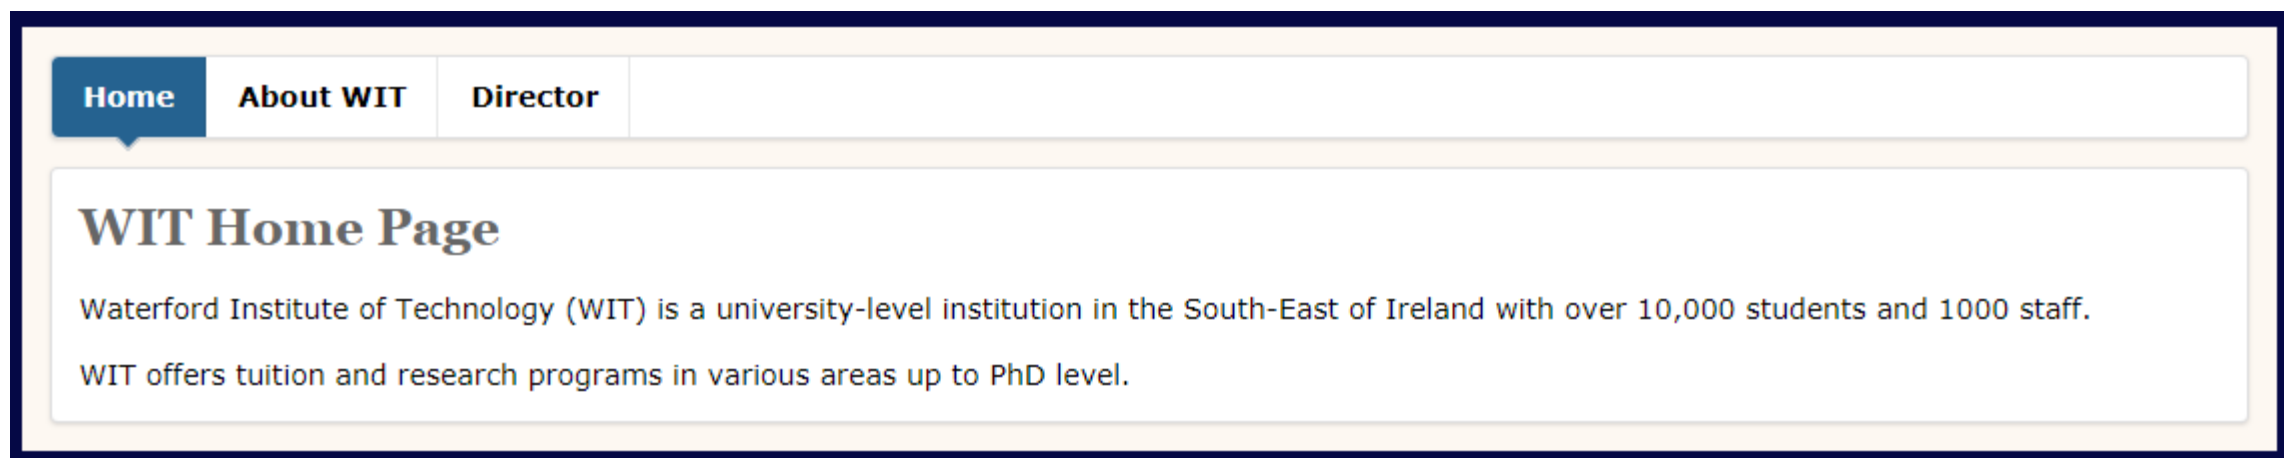 Home About WIT Director
WIT Home Page
Waterford Institute of Technology (WIT) is a university-level institution in the South-East of Ireland with over 10,000 students and 1000 staff.
WIT offers tuition and research programs in various areas up to PhD level.